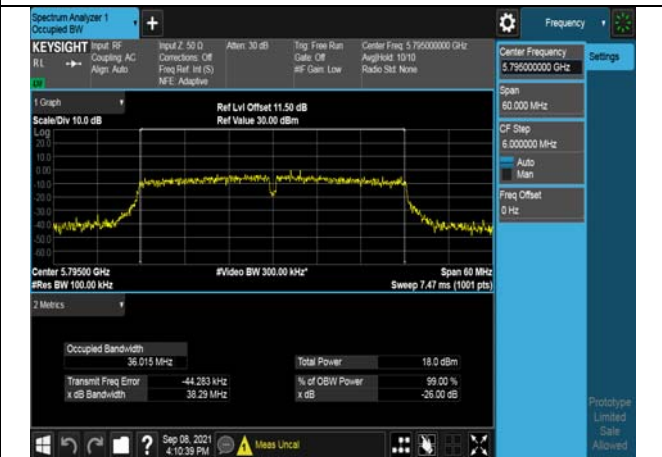 Spectrum Analyzer 1
Occupied BW
+
Frequency
KEYSIGHT
RL
Input: RF
Coupling: AC
Align: Auto
Input Z: 50 Ω
Corrections: Off
Freq Ref: Int (S)
NFE: Adaptive
Atten: 30 dB
Trig: Free Run
Gate: Off
#IF Gain: Low
Center Freq: 5.795000000 GHz
Avg|Hold: 10/10
Radio Std: None
Center Frequency
5.795000000 GHz
Settings
Span
60.000 MHz
CF Step
6.000000 MHz
Auto
Man
Freq Offset
0 Hz
1 Graph
Scale/Div 10.0 dB
Ref Lvl Offset 11.50 dB
Ref Value 30.00 dBm
Log
20.0
10.0
0.00
-10.0
-20.0
-30.0
-40.0
-50.0
-60.0
Center 5.79500 GHz
#Res BW 100.00 kHz
#Video BW 300.00 kHz*
Span 60 MHz
Sweep 7.47 ms (1001 pts)
2 Metrics
Occupied Bandwidth
36.015 MHz
Total Power 18.0 dBm
Transmit Freq Error -44.283 kHz
% of OBW Power 99.00 %
x dB Bandwidth 38.29 MHz
x dB -26.00 dB
Prototype
Limited
Sale
Allowed
?
Sep 08, 2021
4:10:39 PM
Meas Uncal